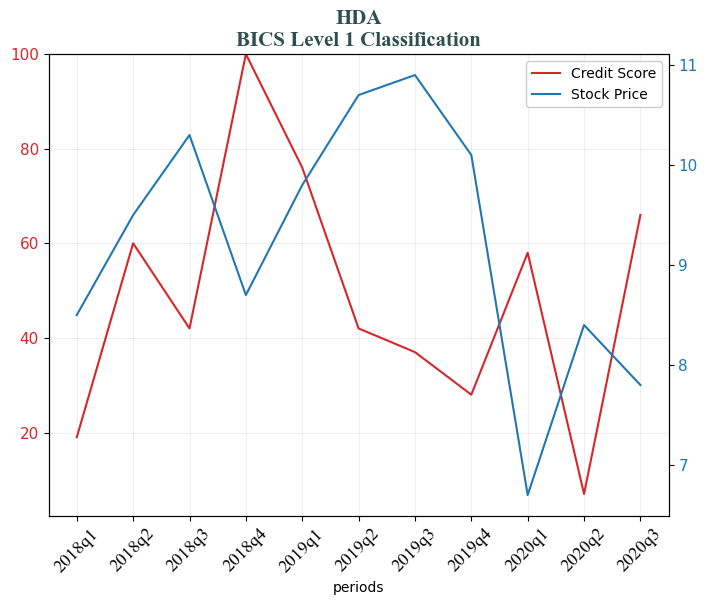 HDA
BICS Level 1 Classification
100
80
60
40
20
11
10
9
8
7
Credit Score
Stock Price
2018q1
2018q2
2018q3
2018q4
2019q1
2019q2
2019q3
2019q4
2020q1
2020q2
2020q3
periods